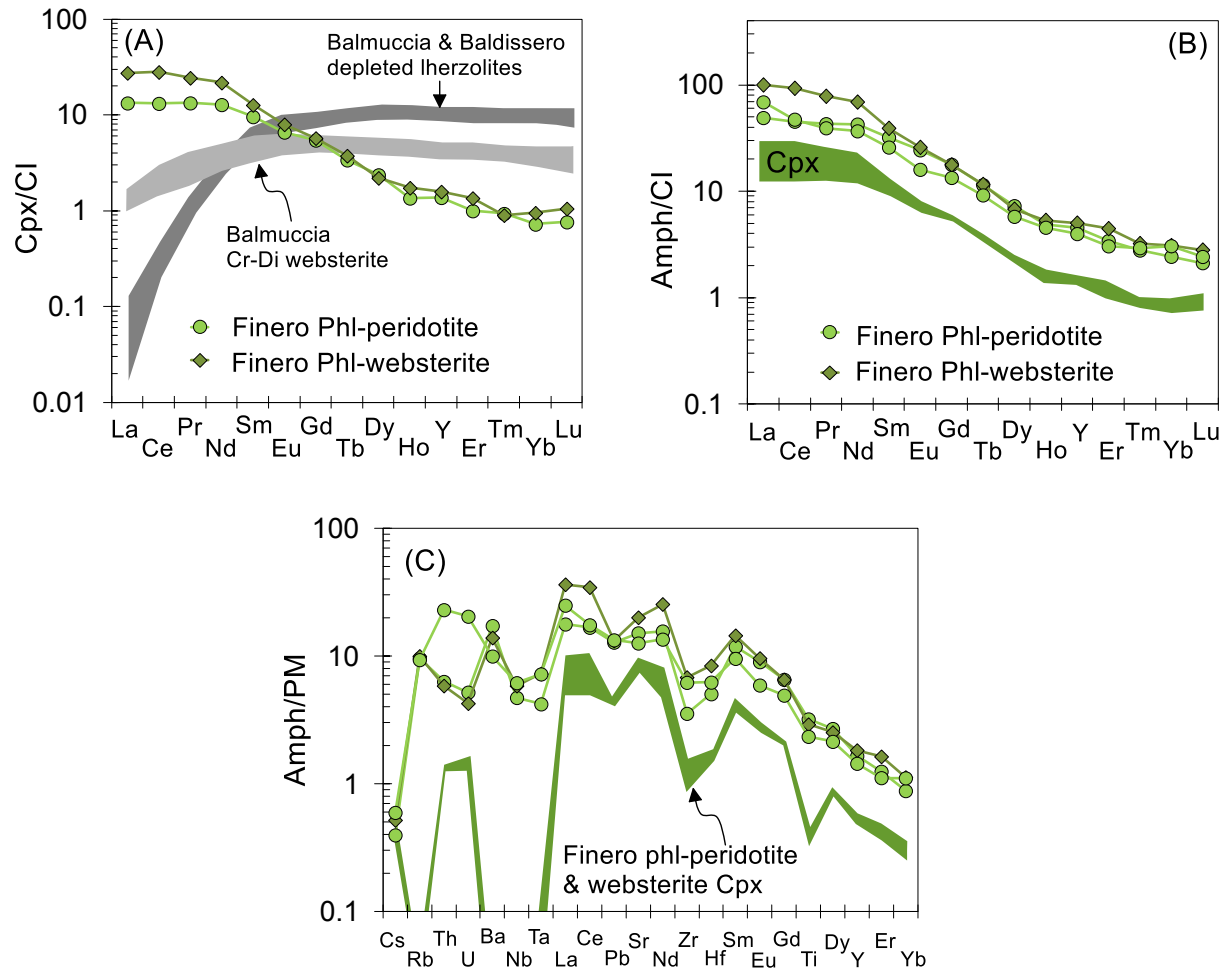 (A)
100
10
1
0.1
0.01
Cpx/CI
Balmuccia & Baldissero
depleted lherzolites
Balmuccia
Cr-Di websterite
Finero Phl-peridotite
Finero Phl-websterite
La Ce Pr Nd Sm Eu Gd Tb Dy Ho Y Er Tm Yb Lu
(B)
100
10
1
0.1
Amph/CI
Cpx
Finero Phl-peridotite
Finero Phl-websterite
La Ce Pr Nd Sm Eu Gd Tb Dy Ho Y Er Tm Yb Lu
(C)
100
10
1
0.1
Amph/PM
Finero phl-peridotite
& websterite Cpx
Cs Rb Th U Ba Nb Ta La Ce Pb Sr Nd Zr Hf Sm Eu Gd Ti Dy Y Er Yb